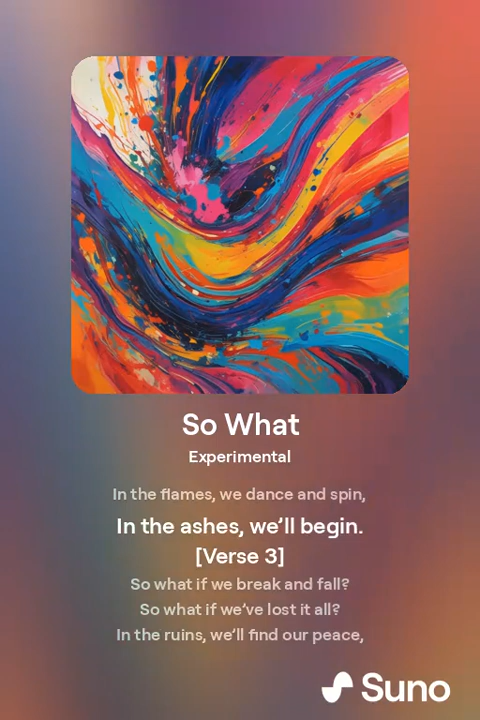 So What
Experimental
In the flames, we dance and spin,
In the ashes, we’ll begin.
[Verse 3]
So what if we break and fall?
So what if we’ve lost it all?
In the ruins, we’ll find our peace,
Suno